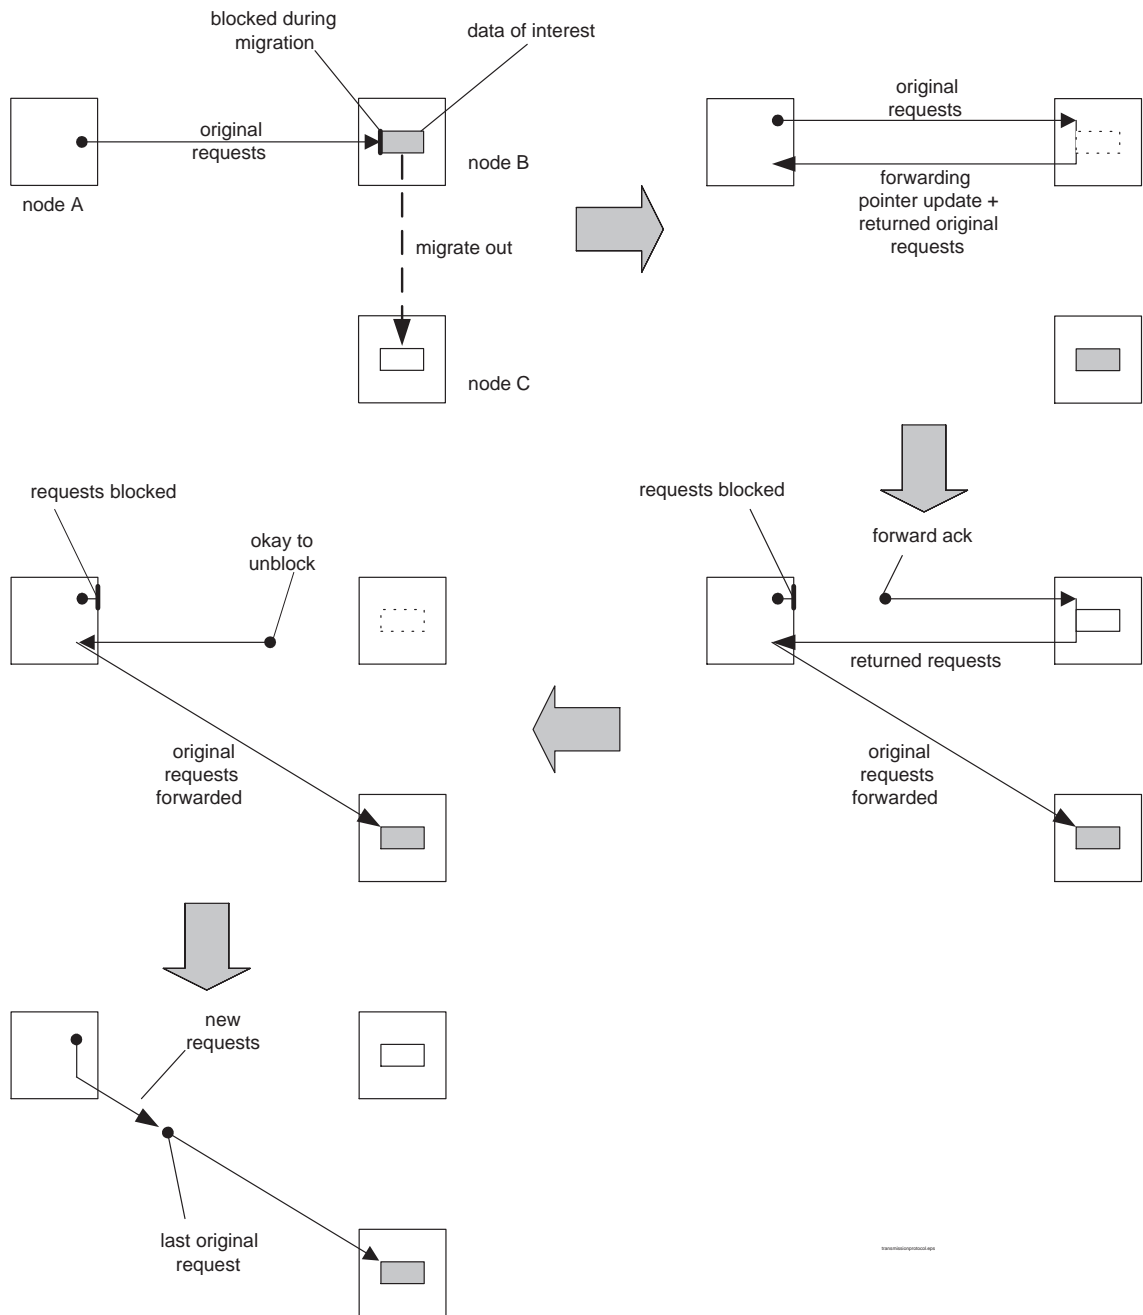 blocked during
migration
data of interest
original
requests
node A
node B
migrate out
node C
original
requests
forwarding
pointer update +
returned original
requests
requests blocked
okay to
unblock
original
requests
forwarded
requests blocked
forward ack
returned requests
original
requests
forwarded
new
requests
last original
request
transmissionprotocol.eps